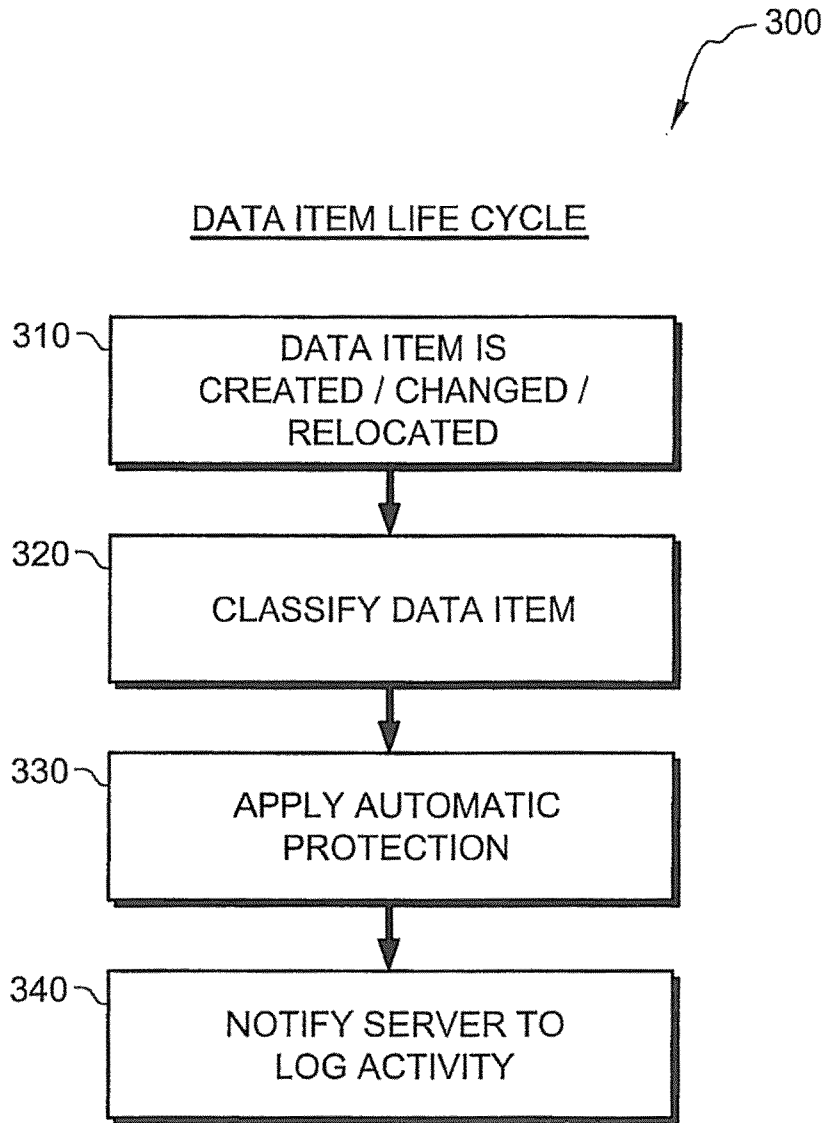 300
DATA ITEM LIFE CYCLE
310
DATA ITEM IS
CREATED / CHANGED /
RELOCATED
320
CLASSIFY DATA ITEM
330
APPLY AUTOMATIC
PROTECTION
340
NOTIFY SERVER TO
LOG ACTIVITY